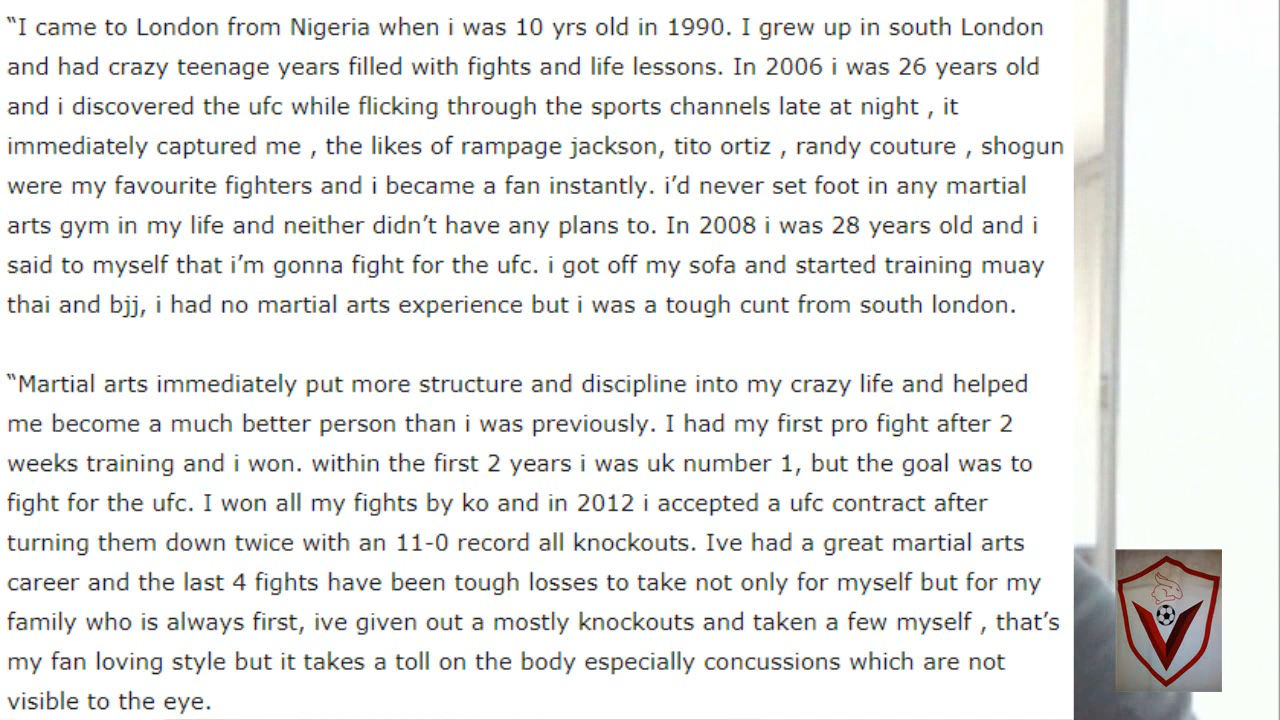 “I came to London from Nigeria when i was 10 yrs old in 1990. I grew up in south London
and had crazy teenage years filled with fights and life lessons. In 2006 i was 26 years old
and i discovered the ufc while flicking through the sports channels late at night , it
immediately captured me , the likes of rampage jackson, tito ortiz , randy couture , shogun
were my favourite fighters and i became a fan instantly. i’d never set foot in any martial
arts gym in my life and neither didn’t have any plans to. In 2008 i was 28 years old and i
said to myself that i’m gonna fight for the ufc. i got off my sofa and started training muay
thai and bjj, i had no martial arts experience but i was a tough cunt from south london.
“Martial arts immediately put more structure and discipline into my crazy life and helped
me become a much better person than i was previously. I had my first pro fight after 2
weeks training and i won. within the first 2 years i was uk number 1, but the goal was to
fight for the ufc. I won all my fights by ko and in 2012 i accepted a ufc contract after
turning them down twice with an 11-0 record all knockouts. Ive had a great martial arts
career and the last 4 fights have been tough losses to take not only for myself but for my
family who is always first, ive given out a mostly knockouts and taken a few myself , that’s
my fan loving style but it takes a toll on the body especially concussions which are not
visible to the eye.
V